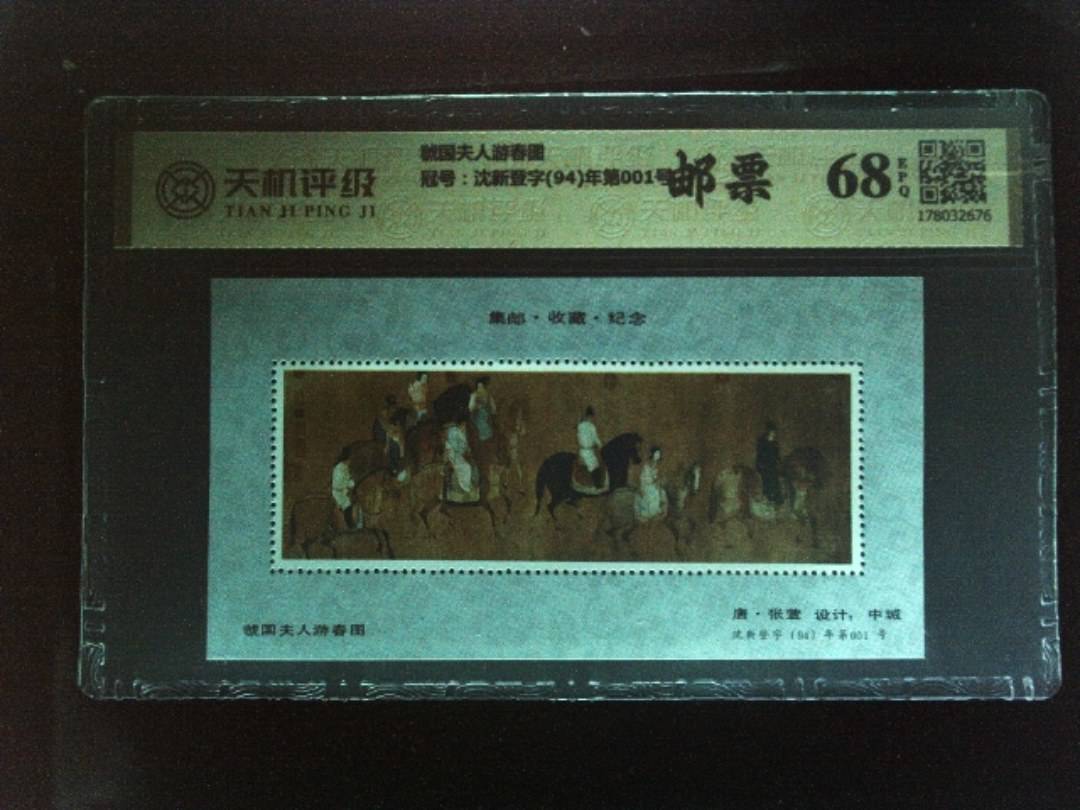 天机评级
TIAN JI PING JI
虢国夫人游春图
冠号：沈新登字(94)年第001号
邮票
68
EPQ
178032676
集邮·收藏·纪念
虢国夫人游春图
唐·张萱 设计：中城
沈新登字（94）年第001 号